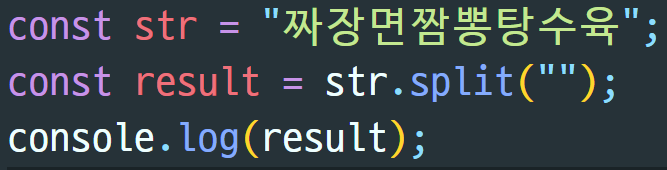 const str = "짜장면짬뽕탕수육";
const result = str.split("");
console.log(result);